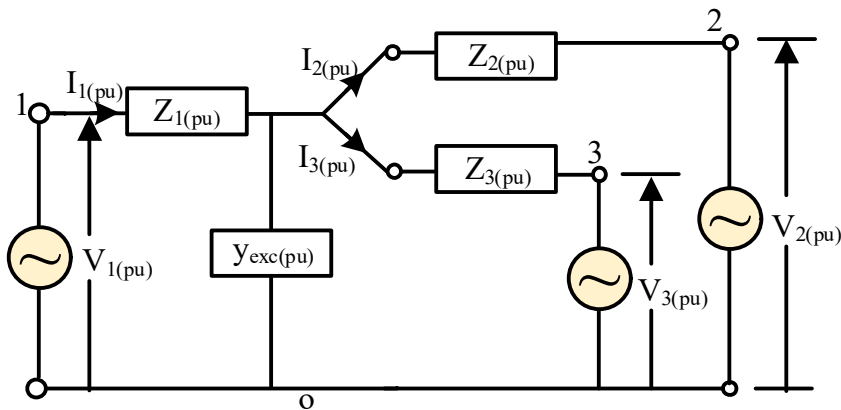 2
I2(pu)
Z2(pu)
I1(pu)
1
Z1(pu)
3
I3(pu)
Z3(pu)
V2(pu)
yexc(pu)
V1(pu)
V3(pu)
o